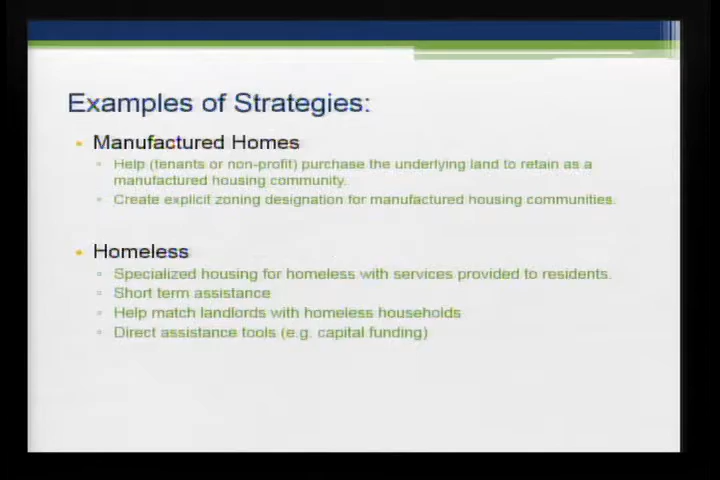 Examples of Strategies:
Manufactured Homes
Help (tenants or non-profit) purchase the underlying land to retain as a
manufactured housing community.
Create explicit zoning designation for manufactured housing communities.
Homeless
Specialized housing for homeless with services provided to residents.
Short term assistance
Help match landlords with homeless households
Direct assistance tools (e.g. capital funding)